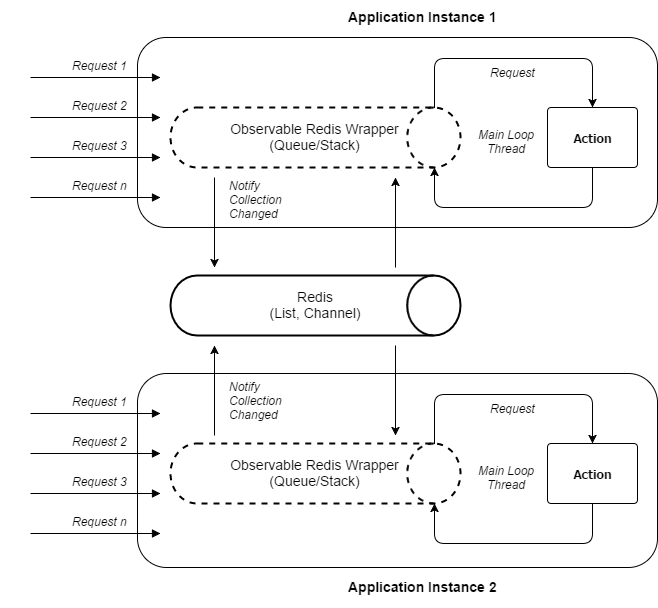 Application Instance 1
Request 1
Request 2
Request 3
Request n
Observable Redis Wrapper
(Queue/Stack)
Request
Main Loop
Thread
Action
Notify
Collection
Changed
Redis
(List, Channel)
Notify
Collection
Changed
Request 1
Request 2
Request 3
Request n
Observable Redis Wrapper
(Queue/Stack)
Request
Main Loop
Thread
Action
Application Instance 2